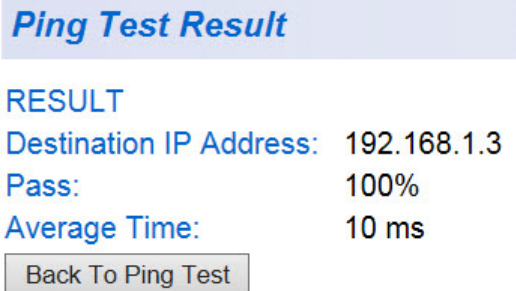 Ping Test Result
RESULT
Destination IP Address: 192.168.1.3
Pass: 100%
Average Time: 10 ms
Back To Ping Test